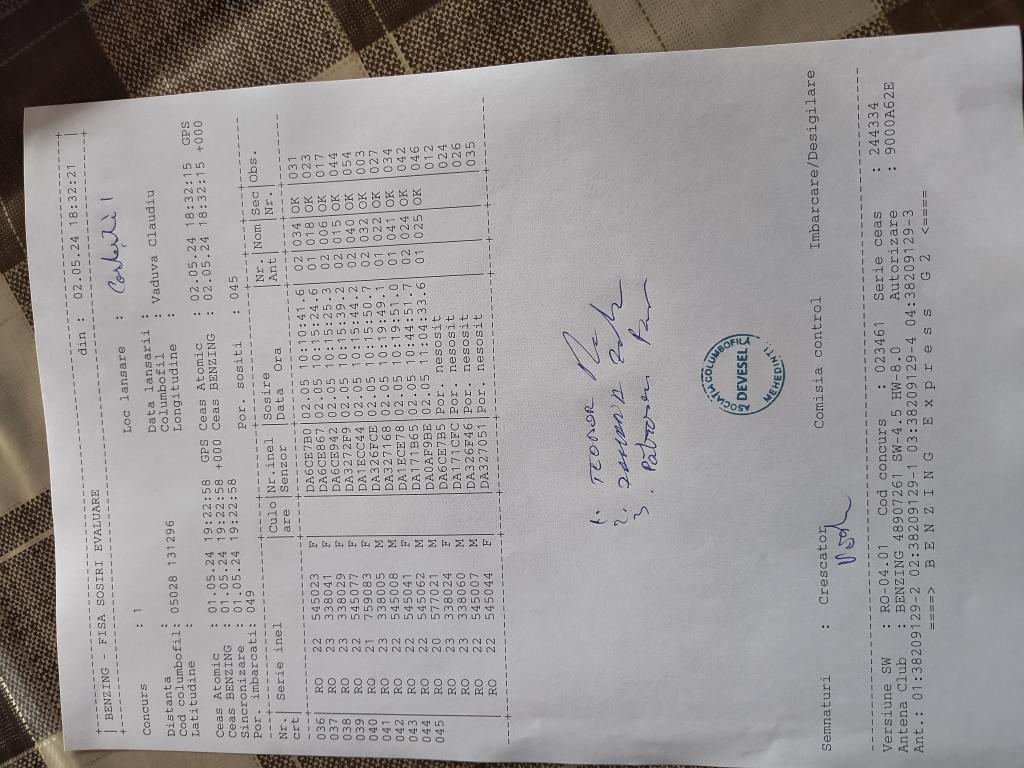 BENZING - FISA SOSIRI EVALUARE din : 02.05.24 18:32:21
Concurs : 1 Loc lansare :
Distanta : 05028 131296 Data lansarii :
Cod columbofil: Columbofil : Vaduva Claudiu
Latitudine : Longitudine :
Ceas Atomic : 01.05.24 19:22:58 GPS Ceas Atomic : 02.05.24 18:32:15 GPS
Ceas BENZING : 01.05.24 19:22:58 +000 Ceas BENZING : 02.05.24 18:32:15 +000
Sincronizare : 01.05.24 19:22:58
Por. imbarcati: 049 Por. sositi : 045
Nr. Serie inel Culo Nr.inel Sosire Nr. Nom Sec Obs.
crt are Senzor Data Ora Ant Nr.
036 RO 22 545023 F DA6CE7B0 02.05 10:10:41.6 02 034 OK 031
037 RO 23 338041 F DA6CE867 02.05 10:15:24.6 01 018 OK 023
038 RO 23 338029 F DA6CE942 02.05 10:15:25.3 02 006 OK 017
039 RO 22 545077 F DA3272F9 02.05 10:15:39.2 02 015 OK 044
040 RO 21 759083 F DA1ECC44 02.05 10:15:44.2 02 040 OK 054
041 RO 23 338005 M DA326FCE 02.05 10:15:50.7 02 032 OK 003
042 RO 22 545008 M DA327168 02.05 10:19:49.1 01 022 OK 027
043 RO 22 545041 F DA1ECE78 02.05 10:19:51.0 01 041 OK 034
044 RO 22 547062 M DA171B65 02.05 10:44:51.7 02 024 OK 042
045 RO 20 577021 M DA0AF9BE 02.05 11:04:33.6 01 025 OK 046
RO 23 338024 F DA6CE7B5 Por. nesosit 012
RO 23 338060 M DA171CFC Por. nesosit 024
RO 22 545007 M DA326F46 Por. nesosit 026
RO 22 545044 F DA327051 Por. nesosit 035
1. TEODOR
2.
3.
ASOCIATIA COLUMBOFILA
DEVESEL
MEHEDINTI
Semnaturi : Crescator Comisia control Imbarcare/Desigilare
Versiune SW : RO-04.01 Cod concurs : 023461 Serie ceas : 244334
Antena Club : BENZING 48907261 SW-4.5 HW-8.0 Autorizare : 9000A62E
Ant.: 01:38209129-2 02:38209129-1 03:38209129-4 04:38209129-3
====> B E N Z I N G E x p r e s s G 2 <====